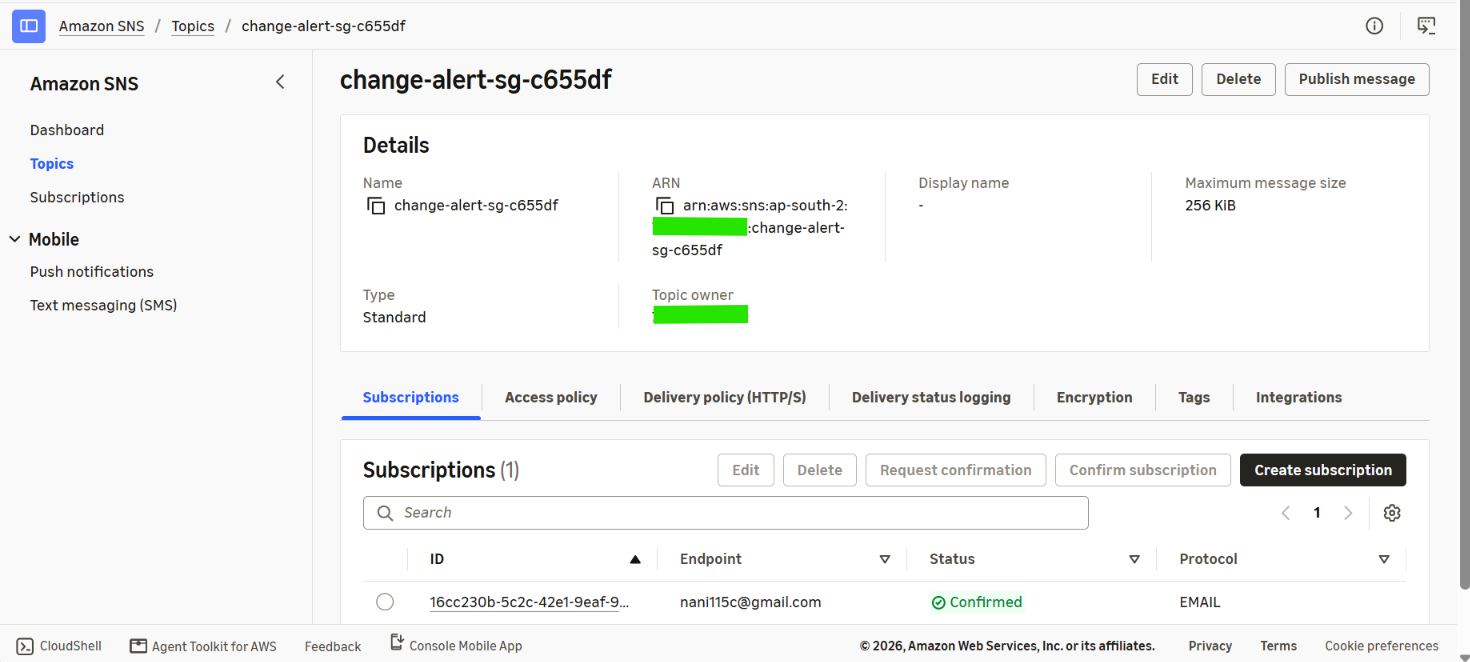 Amazon SNS / Topics / change-alert-sg-c655df
Amazon SNS
Dashboard
Topics
Subscriptions
Mobile
Push notifications
Text messaging (SMS)
change-alert-sg-c655df
Edit Delete Publish message
Details
Name
change-alert-sg-c655df
ARN
arn:aws:sns:ap-south-2:
:change-alert-
sg-c655df
Display name
-
Maximum message size
256 KiB
Type
Standard
Topic owner
Subscriptions Access policy Delivery policy (HTTP/S) Delivery status logging Encryption Tags Integrations
Subscriptions (1) Edit Delete Request confirmation Confirm subscription Create subscription
Search 1
ID Endpoint Status Protocol
16cc230b-5c2c-42e1-9eaf-9... nani115c@gmail.com Confirmed EMAIL
CloudShell Agent Toolkit for AWS Feedback Console Mobile App © 2026, Amazon Web Services, Inc. or its affiliates. Privacy Terms Cookie preferences